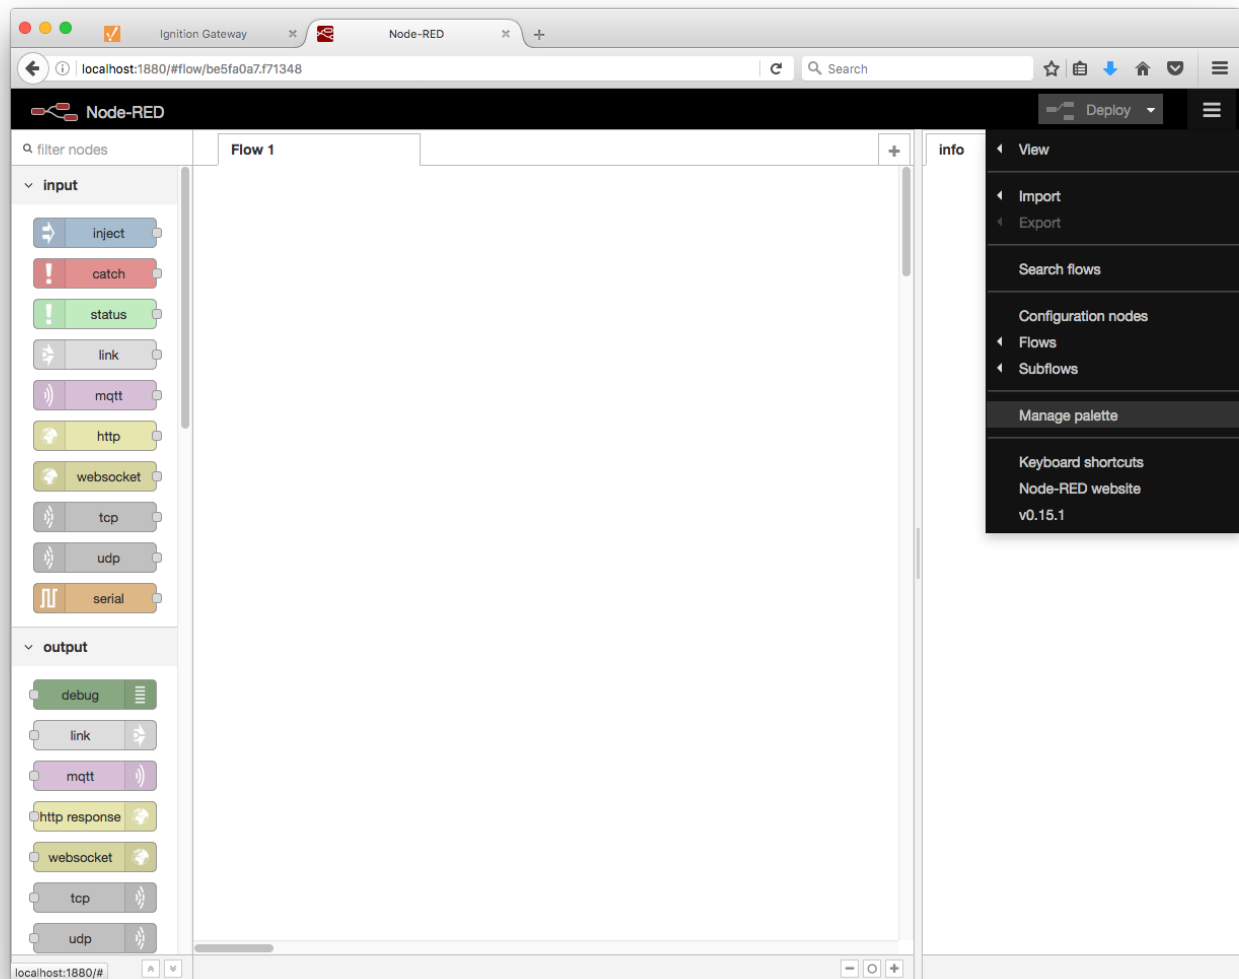 Ignition Gateway
Node-RED
localhost:1880/#flow/be5fa0a7.f71348
Search
Node-RED
Deploy
filter nodes
Flow 1
info
View
Import
Export
Search flows
Configuration nodes
Flows
Subflows
Manage palette
Keyboard shortcuts
Node-RED website
v0.15.1
input
inject
catch
status
link
mqtt
http
websocket
tcp
udp
serial
output
debug
link
mqtt
http response
websocket
tcp
udp
localhost:1880/#